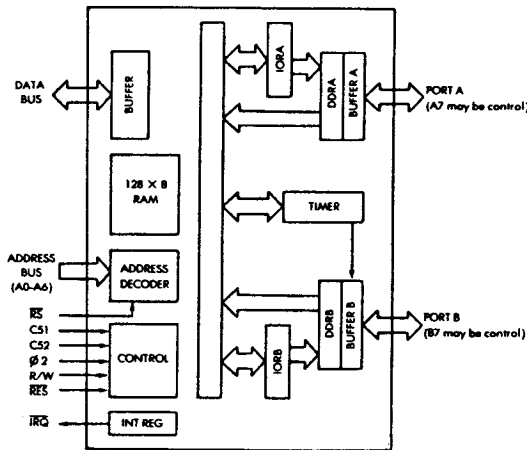 DATA
BUS
BUFFER
128 × 8
RAM
ADDRESS
BUS
(A0-A6)
ADDRESS
DECODER
RS
CS1
CS2
Ø 2
R/W
RES
CONTROL
IRQ
INT REG
IORA
DDRA
BUFFER A
PORT A
(A7 may be control)
TIMER
DDRB
BUFFER B
IORB
PORT B
(B7 may be control)